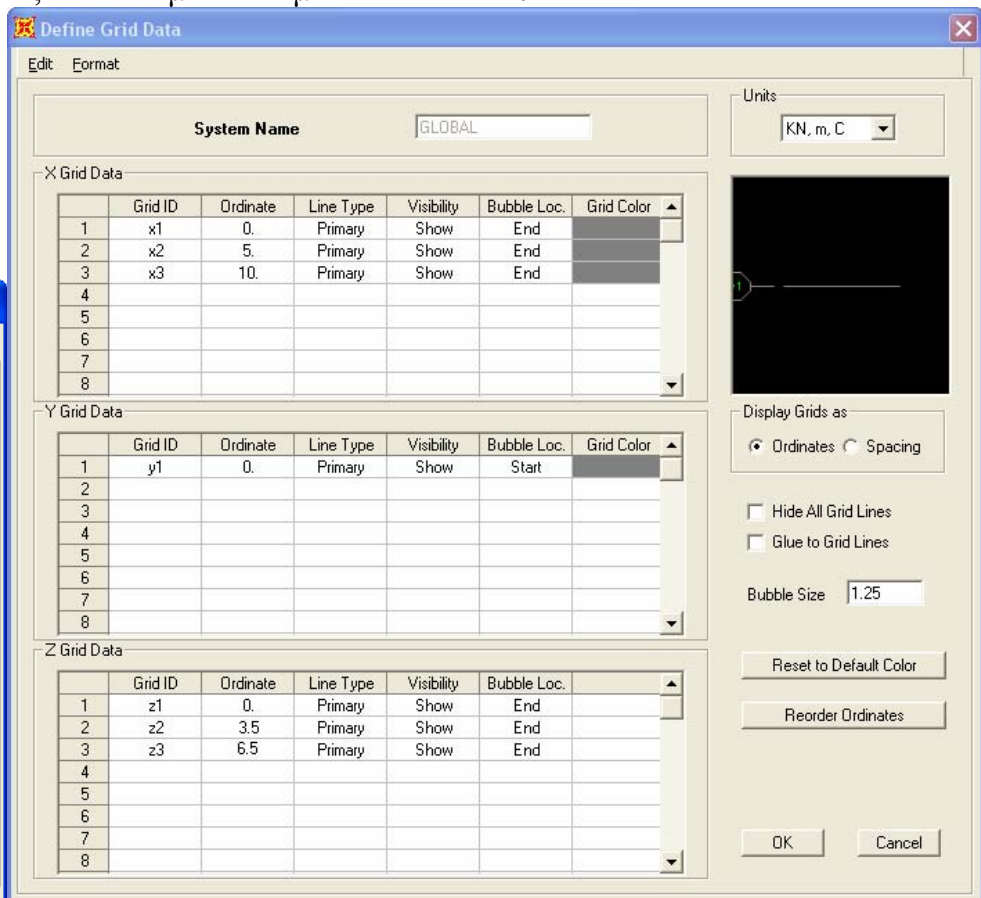 Define Grid Data
Edit Format
System Name GLOBAL
Units
KN, m, C
X Grid Data
Grid ID Ordinate Line Type Visibility Bubble Loc. Grid Color
1 x1 0. Primary Show End
2 x2 5. Primary Show End
3 x3 10. Primary Show End
4
5
6
7
8
Y Grid Data
Grid ID Ordinate Line Type Visibility Bubble Loc. Grid Color
1 y1 0. Primary Show Start
2
3
4
5
6
7
8
Z Grid Data
Grid ID Ordinate Line Type Visibility Bubble Loc.
1 z1 0. Primary Show End
2 z2 3.5 Primary Show End
3 z3 6.5 Primary Show End
4
5
6
7
8
Display Grids as
Ordinates Spacing
Hide All Grid Lines
Glue to Grid Lines
Bubble Size 1.25
Reset to Default Color
Reorder Ordinates
OK Cancel